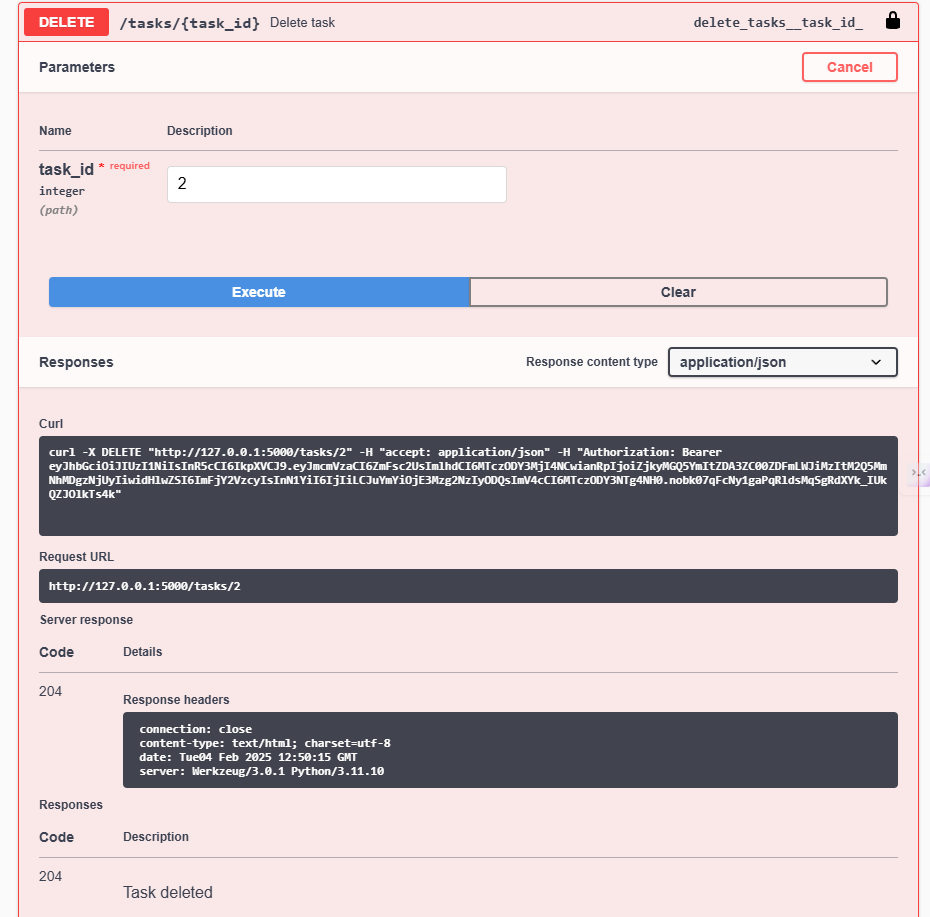 DELETE /tasks/{task_id} Delete task delete_tasks__task_id_
Parameters Cancel
Name Description
task_id * required
integer
(path)
2
Execute Clear
Responses Response content type application/json
Curl
curl -X DELETE "http://127.0.0.1:5000/tasks/2" -H "accept: application/json" -H "Authorization: Bearer
eyJhbGciOiJIUzI1NiIsInR5cCI6IkpXVCJ9.eyJmcmVzaCI6ZmFsc2UsImlhdCI6MTczODY3MjI4NCwianRpIjoiZjkyMGQ5YmItZDA3ZC00ZDFmLWJiMzItM2Q5Mm
NhMDgzNjUyIiwidHlwZSI6ImFjY2VzcyIsInN1YiI6IjIiLCJuYmYiOjE3Mzg2NzIyODQsImV4cCI6MTczODY3NTg4NH0.nobk07qFcNy1gaPqRldsMqSgRdXYk_IUk
QZJOlkTs4k"
Request URL
http://127.0.0.1:5000/tasks/2
Server response
Code Details
204
Response headers
connection: close
content-type: text/html; charset=utf-8
date: Tue04 Feb 2025 12:50:15 GMT
server: Werkzeug/3.0.1 Python/3.11.10
Responses
Code Description
204
Task deleted